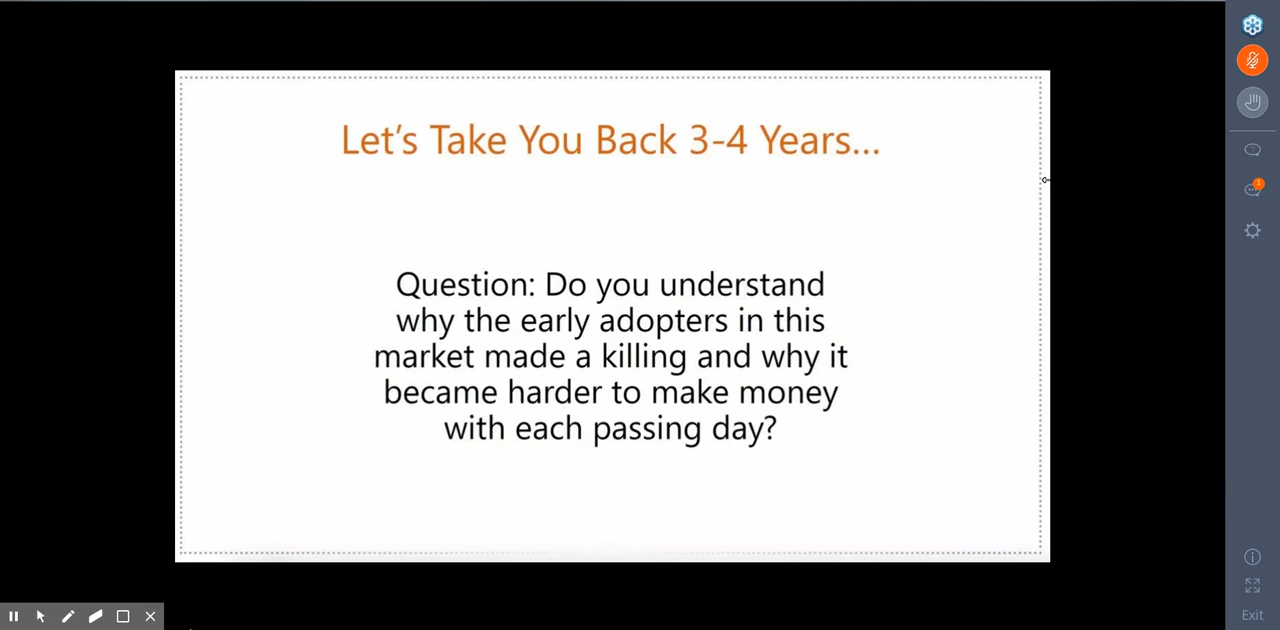 Let's Take You Back 3-4 Years...
Question: Do you understand
why the early adopters in this
market made a killing and why it
became harder to make money
with each passing day?
1
Exit